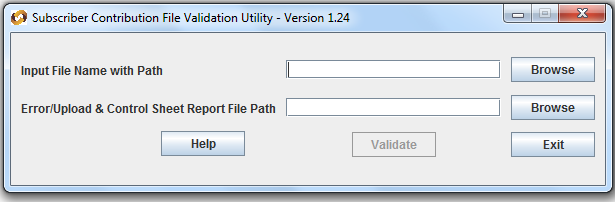 Subscriber Contribution File Validation Utility - Version 1.24
Input File Name with Path Browse
Error/Upload & Control Sheet Report File Path Browse
Help Validate Exit